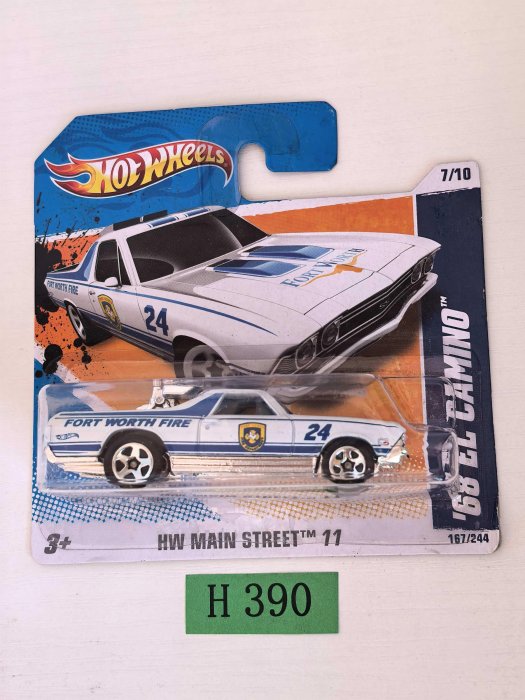 HOT WHEELS
7/10
FORT WORTH
FORT WORTH FIRE
24
'68 EL CAMINO™
FORT WORTH FIRE
24
3+
HW MAIN STREET™ 11
167/244
H 390